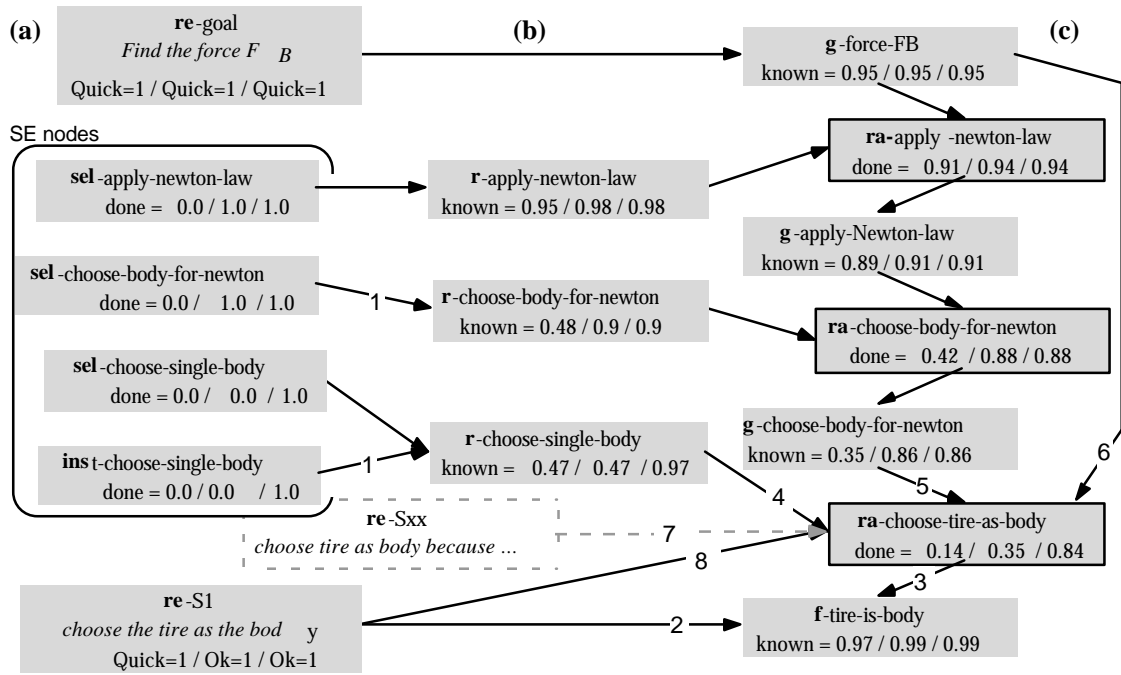 (a)
re-goal
Find the force F B
Quick=1 / Quick=1 / Quick=1
(b)
(c)
g-force-FB
known = 0.95 / 0.95 / 0.95
SE nodes
ra-apply -newton-law
done = 0.91 / 0.94 / 0.94
sel-apply-newton-law
done = 0.0 / 1.0 / 1.0
r-apply-newton-law
known = 0.95 / 0.98 / 0.98
g-apply-Newton-law
known = 0.89 / 0.91 / 0.91
sel-choose-body-for-newton
done = 0.0 / 1.0 / 1.0
1
r-choose-body-for-newton
known = 0.48 / 0.9 / 0.9
ra-choose-body-for-newton
done = 0.42 / 0.88 / 0.88
sel-choose-single-body
done = 0.0 / 0.0 / 1.0
g-choose-body-for-newton
known = 0.35 / 0.86 / 0.86
6
inst-choose-single-body
done = 0.0 / 0.0 / 1.0
1
r-choose-single-body
known = 0.47 / 0.47 / 0.97
4
5
re-Sxx
choose tire as body because ...
7
ra-choose-tire-as-body
done = 0.14 / 0.35 / 0.84
8
3
re-S1
choose the tire as the bod y
Quick=1 / Ok=1 / Ok=1
2
f-tire-is-body
known = 0.97 / 0.99 / 0.99